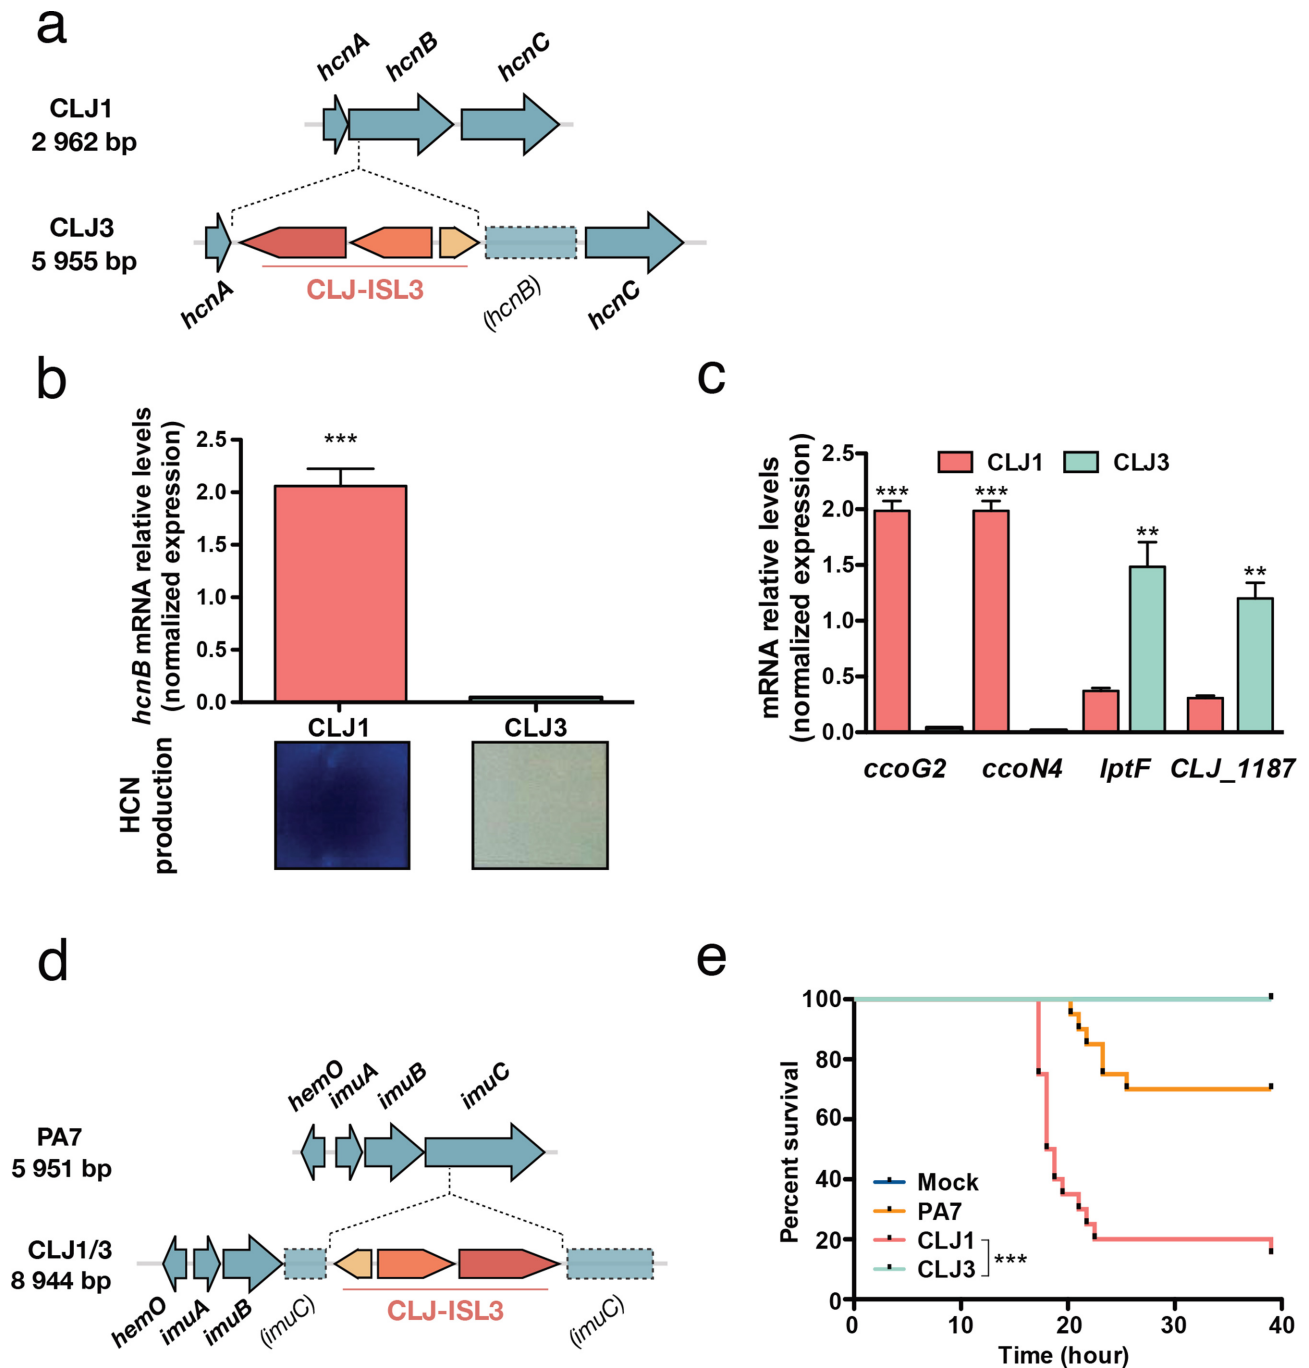 a
hcnA
hcnB
hcnC
CLJ1
2 962 bp
CLJ3
5 955 bp
hcnA
CLJ-ISL3
(hcnB)
hcnC
b
hcnB mRNA relative levels
(normalized expression)
2.5
2.0
1.5
1.0
0.5
0.0
***
CLJ1
CLJ3
HCN
production
c
mRNA relative levels
(normalized expression)
2.5
2.0
1.5
1.0
0.5
0.0
CLJ1
CLJ3
***
***
**
**
ccoG2
ccoN4
lptF
CLJ_1187
d
hemO
imuA
imuB
imuC
PA7
5 951 bp
CLJ1/3
8 944 bp
hemO
imuA
imuB
(imuC)
CLJ-ISL3
(imuC)
e
Percent survival
100
80
60
40
20
0
Mock
PA7
CLJ1
CLJ3
***
0
10
20
30
40
Time (hour)